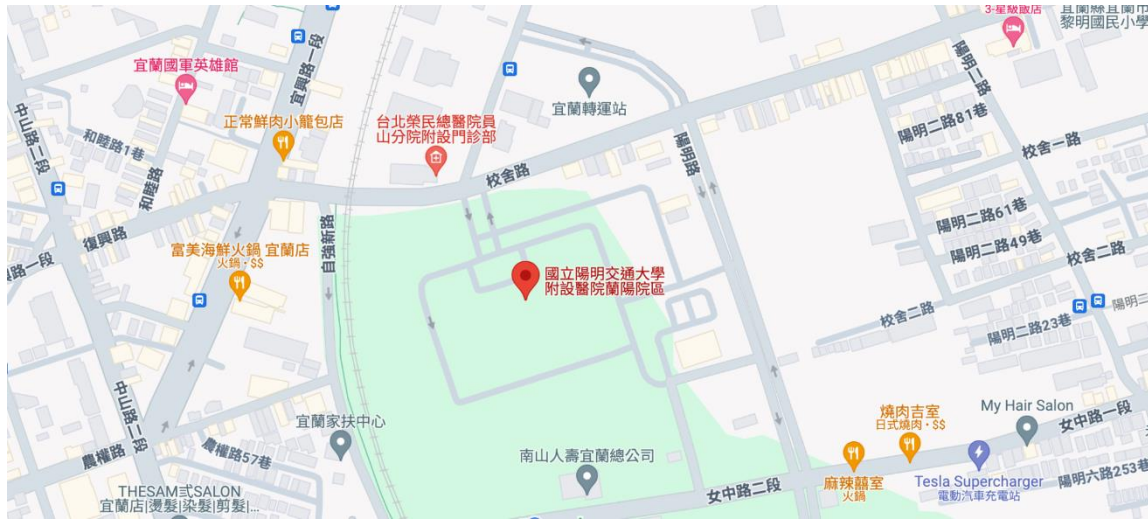 3-星級飯店
宜蘭縣宜蘭市
黎明國民小學
宜蘭國軍英雄館
宜興路一段
宜蘭轉運站
陽明二路
中山路二段
正常鮮肉小籠包店
台北榮民總醫院員
山分院附設門診部
陽明二路81巷
和睦路1巷
和睦路
校舍路
陽明路
校舍一路
復興路
自強新路
陽明二路61巷
富美海鮮火鍋 宜蘭店
火鍋・$$
國立陽明交通大學
附設醫院蘭陽院區
陽明二路49巷
校舍二路
路一段
校舍二路
陽明二路23巷
陽明二
中山路二段
宜蘭家扶中心
燒肉吉室
日式燒肉・$$
My Hair Salon
女中路一段
農權路
農權路57巷
南山人壽宜蘭總公司
女中路二段
麻辣囍室
火鍋
Tesla Supercharger
電動汽車充電站
陽明六路253巷
THESAM弎SALON
宜蘭店|燙髮|染髮|剪髮|...